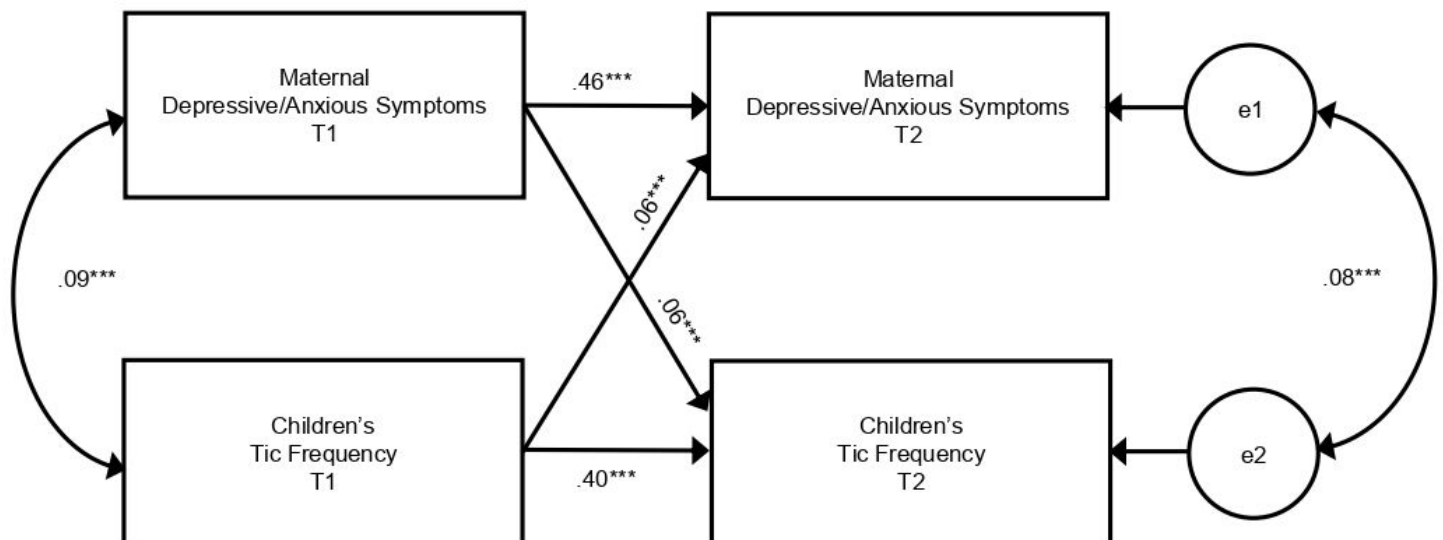 Maternal
Depressive/Anxious Symptoms
T1
.46***
Maternal
Depressive/Anxious Symptoms
T2
e1
.09***
.06***
.06***
.08***
Children’s
Tic Frequency
T1
.40***
Children’s
Tic Frequency
T2
e2